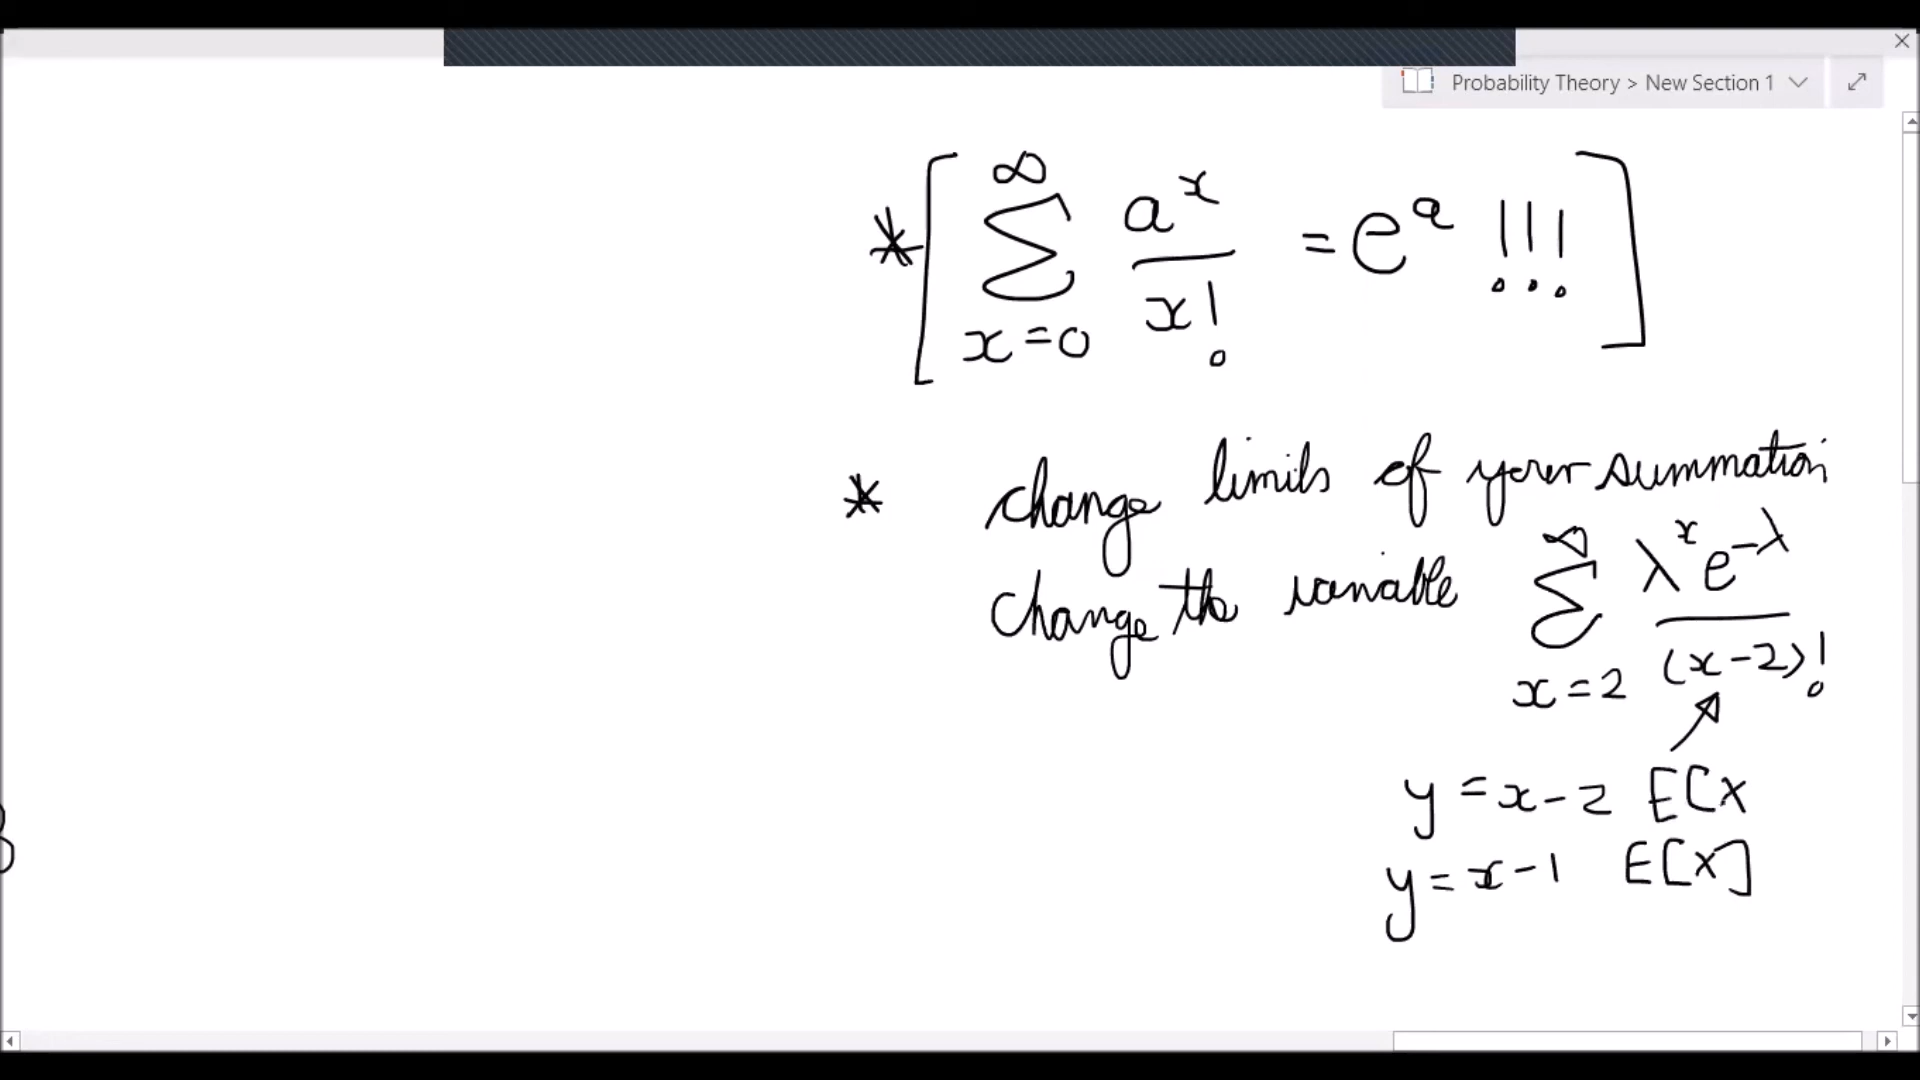 Probability Theory > New Section 1
* [ ∞ Σ x=0 a^x / x! = e^a !!! ]
* change limits of your summation
change the variable ∞ Σ x=2 λ^x e^-λ / (x-2)!
y = x-2 E[X
y = x-1 E[X]